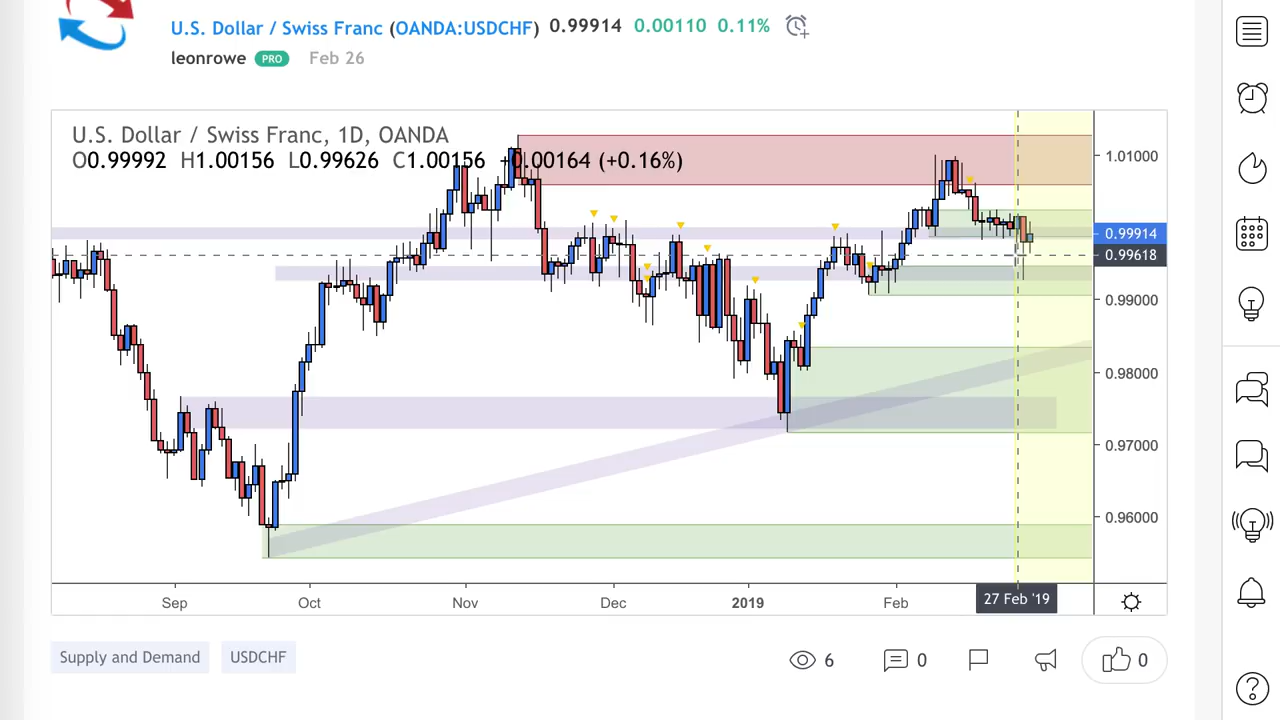 U.S. Dollar / Swiss Franc (OANDA:USDCHF) 0.99914 0.00110 0.11%
leonrowe PRO Feb 26
U.S. Dollar / Swiss Franc, 1D, OANDA
O0.99992 H1.00156 L0.99626 C1.00156 +0.00164 (+0.16%)
1.01000
0.99914
0.99618
0.99000
0.98000
0.97000
0.96000
Sep Oct Nov Dec 2019 Feb 27 Feb '19
Supply and Demand USDCHF 6 0 0